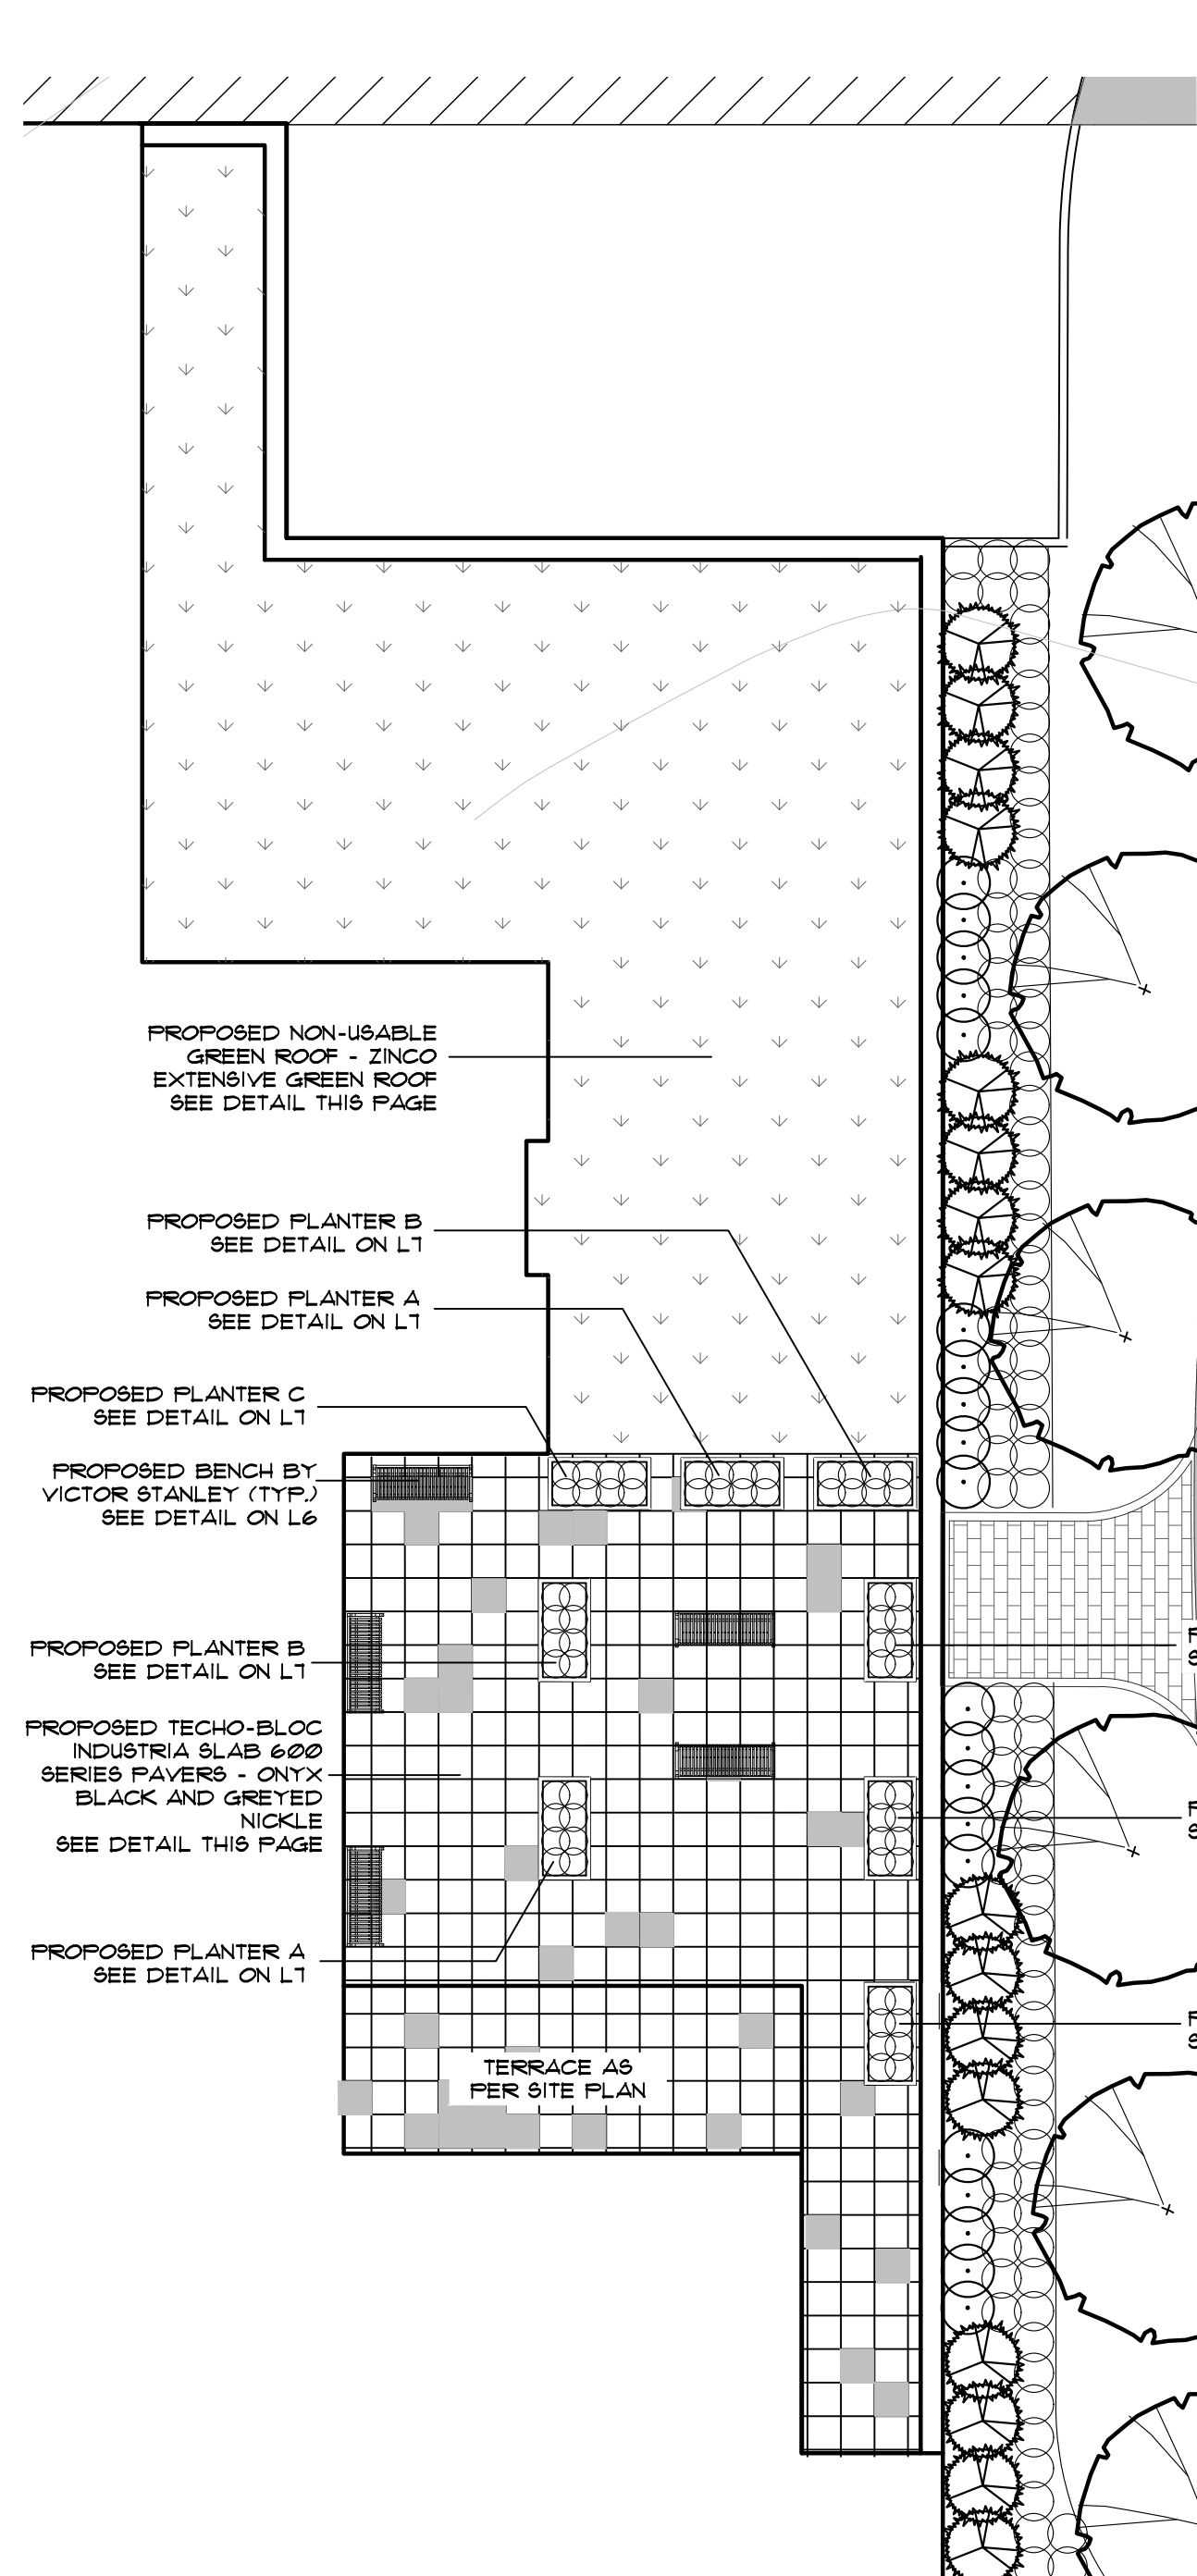 PROPOSED NON-USABLE
GREEN ROOF - ZINCO
EXTENSIVE GREEN ROOF
SEE DETAIL THIS PAGE
PROPOSED PLANTER B
SEE DETAIL ON L7
PROPOSED PLANTER A
SEE DETAIL ON L7
PROPOSED PLANTER C
SEE DETAIL ON L7
PROPOSED BENCH BY
VICTOR STANLEY (TYP.)
SEE DETAIL ON L6
PROPOSED PLANTER B
SEE DETAIL ON L7
PROPOSED TECHO-BLOC
INDUSTRIA SLAB 600
SERIES PAVERS - ONYX
BLACK AND GREYED
NICKLE
SEE DETAIL THIS PAGE
PROPOSED PLANTER A
SEE DETAIL ON L7
TERRACE AS
PER SITE PLAN